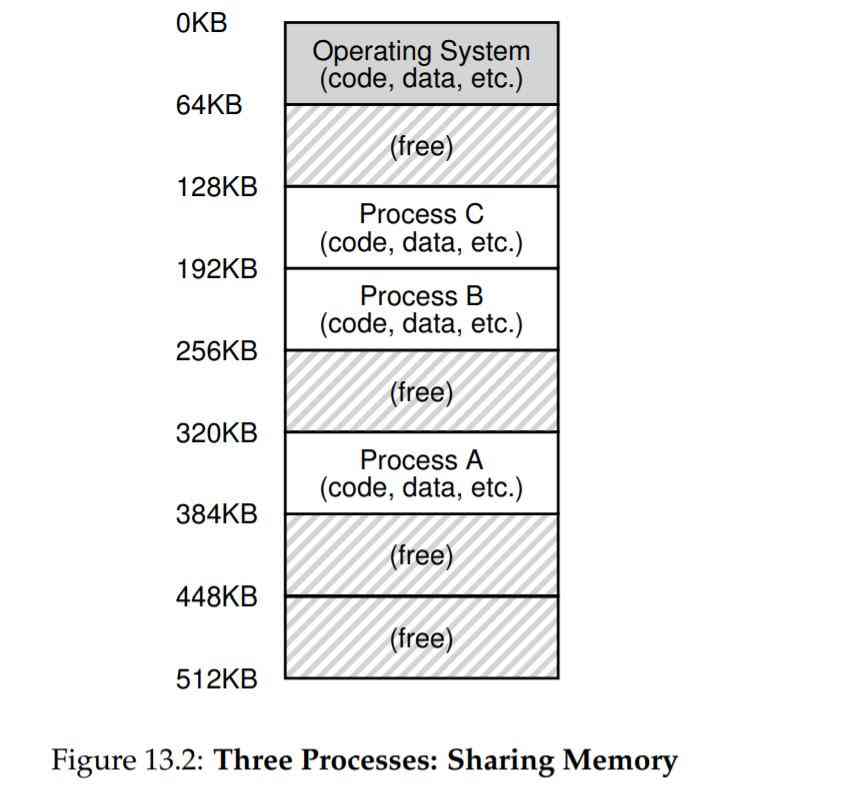 0KB
Operating System
(code, data, etc.)
64KB
(free)
128KB
Process C
(code, data, etc.)
192KB
Process B
(code, data, etc.)
256KB
(free)
320KB
Process A
(code, data, etc.)
384KB
(free)
448KB
(free)
512KB
Figure 13.2: Three Processes: Sharing Memory